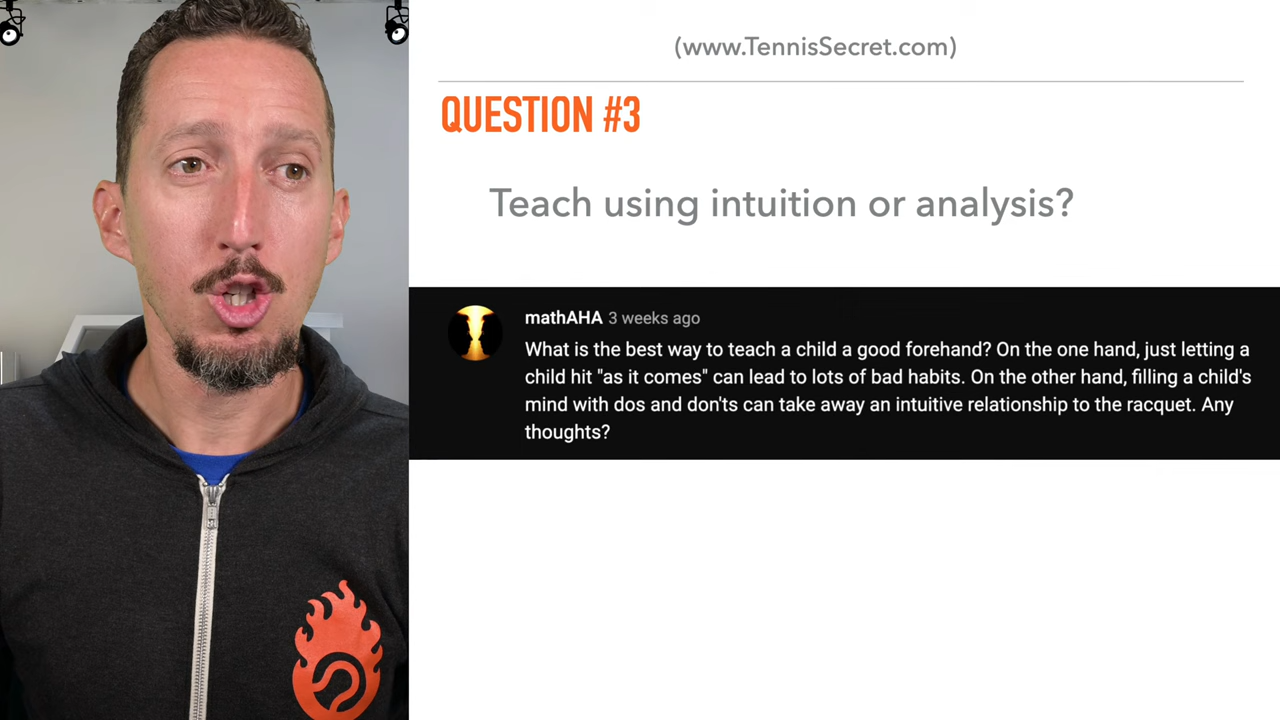 (www.TennisSecret.com)
QUESTION #3
Teach using intuition or analysis?
mathAHA 3 weeks ago
What is the best way to teach a child a good forehand? On the one hand, just letting a
child hit "as it comes" can lead to lots of bad habits. On the other hand, filling a child's
mind with dos and don'ts can take away an intuitive relationship to the racquet. Any
thoughts?